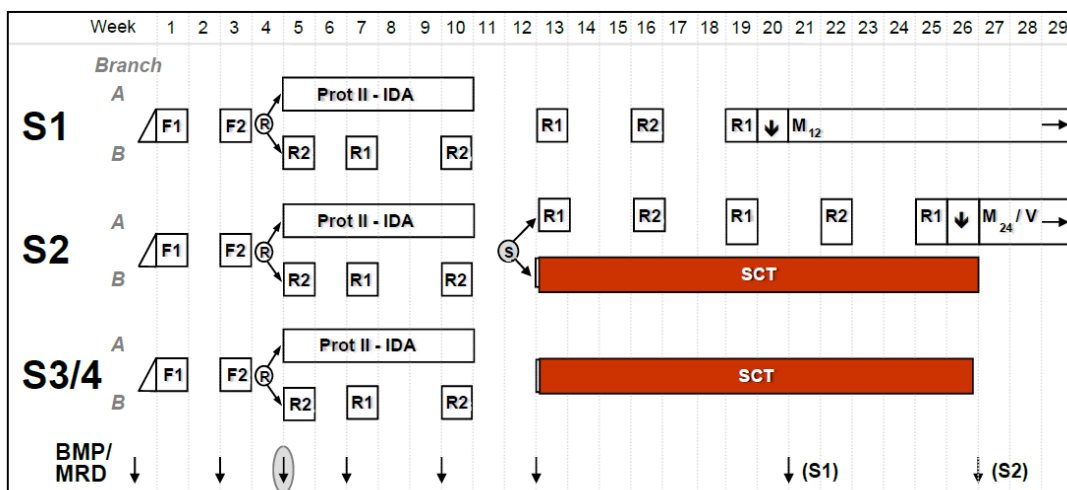 Week 1 2 3 4 5 6 7 8 9 10 11 12 13 14 15 16 17 18 19 20 21 22 23 24 25 26 27 28 29
Branch
A Prot II - IDA
S1 F1 F2 R R1 R2 R1 M12
B R2 R1 R2
A Prot II - IDA R1 R2 R1 R2 R1 M24 / V
S2 F1 F2 R S
B R2 R1 R2 SCT
A Prot II - IDA
S3/4 F1 F2 R SCT
B R2 R1 R2
BMP/
MRD (S1) (S2)